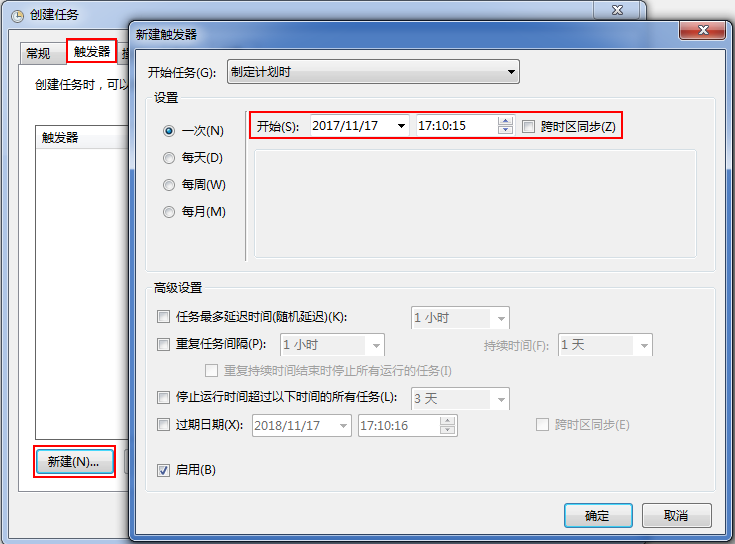 创建任务
新建触发器
常规
触发器
创建任务时，可以
触发器
新建(N)...
开始任务(G): 制定计划时
设置
一次(N)
每天(D)
每周(W)
每月(M)
开始(S): 2017/11/17 17:10:15 跨时区同步(Z)
高级设置
任务最多延迟时间(随机延迟)(K): 1 小时
重复任务间隔(P): 1 小时 持续时间(F): 1 天
重复持续时间结束时停止所有运行的任务(I)
停止运行时间超过以下时间的所有任务(L): 3 天
过期日期(X): 2018/11/17 17:10:16 跨时区同步(E)
启用(B)
确定 取消